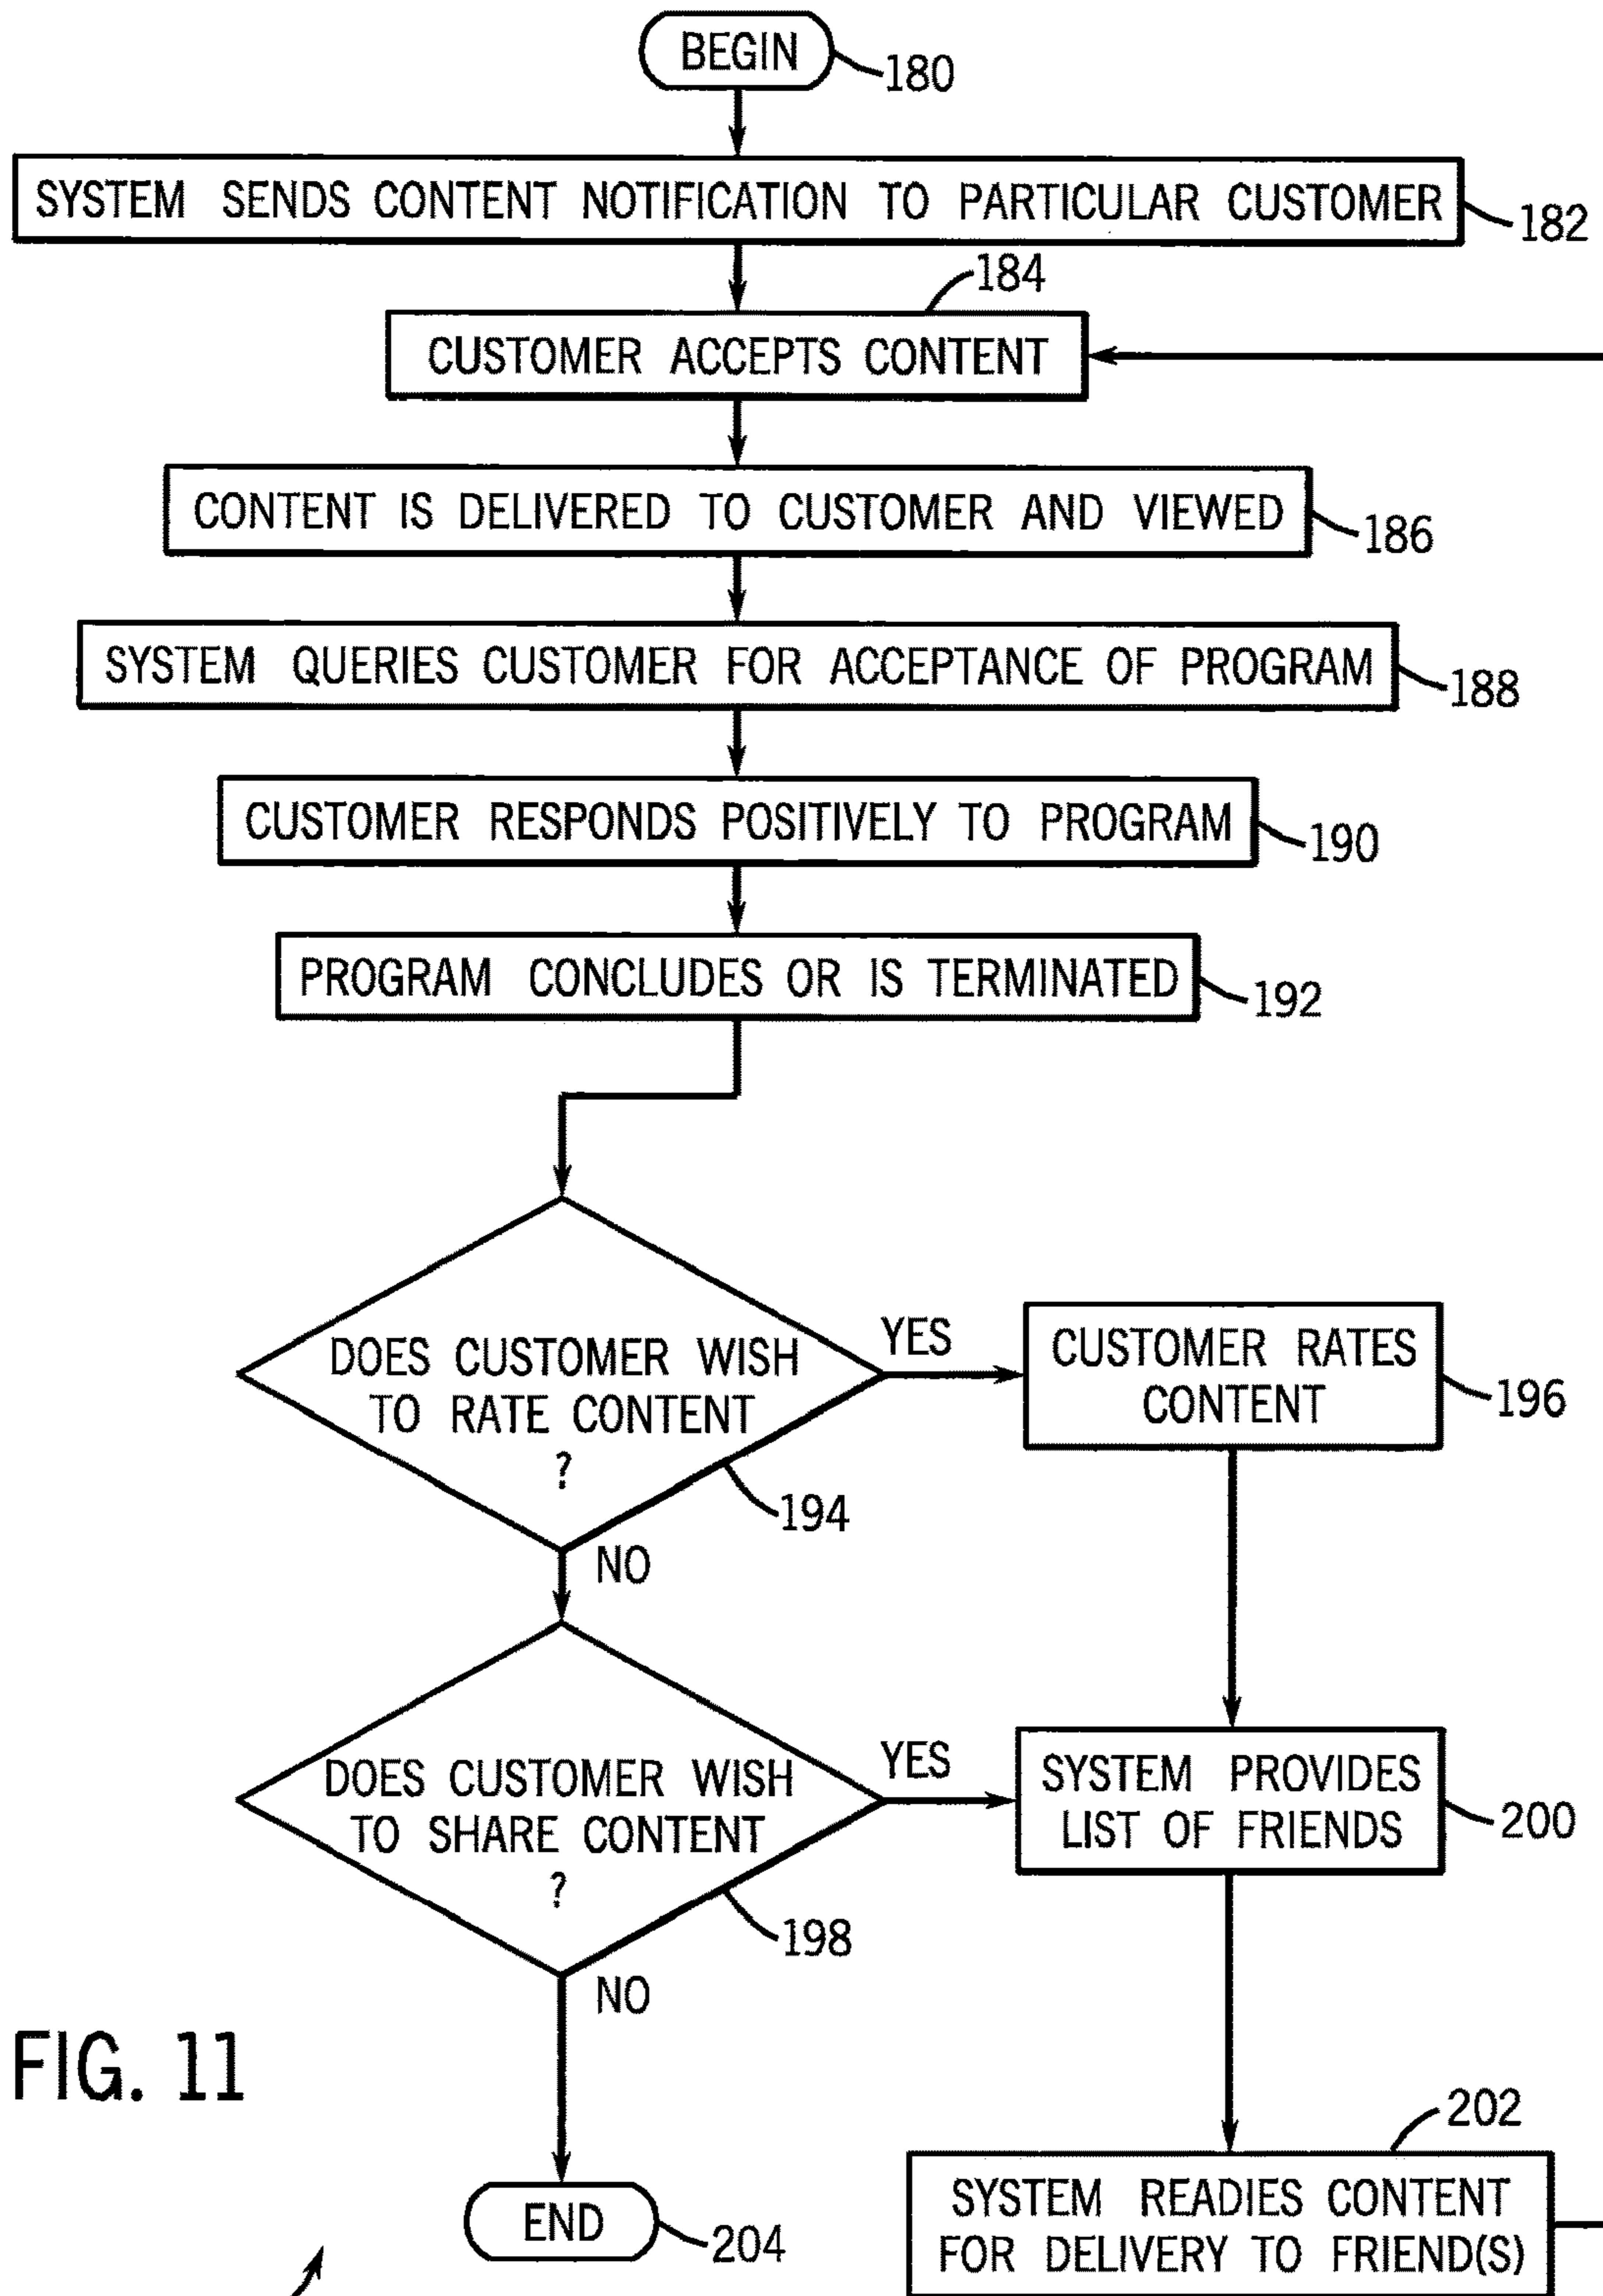 BEGIN
180
SYSTEM SENDS CONTENT NOTIFICATION TO PARTICULAR CUSTOMER
182
184
CUSTOMER ACCEPTS CONTENT
CONTENT IS DELIVERED TO CUSTOMER AND VIEWED
186
SYSTEM QUERIES CUSTOMER FOR ACCEPTANCE OF PROGRAM
188
CUSTOMER RESPONDS POSITIVELY TO PROGRAM
190
PROGRAM CONCLUDES OR IS TERMINATED
192
DOES CUSTOMER WISH
TO RATE CONTENT
?
194
YES
CUSTOMER RATES
CONTENT
196
NO
DOES CUSTOMER WISH
TO SHARE CONTENT
?
198
YES
SYSTEM PROVIDES
LIST OF FRIENDS
200
NO
FIG. 11
END
204
202
SYSTEM READIES CONTENT
FOR DELIVERY TO FRIEND(S)